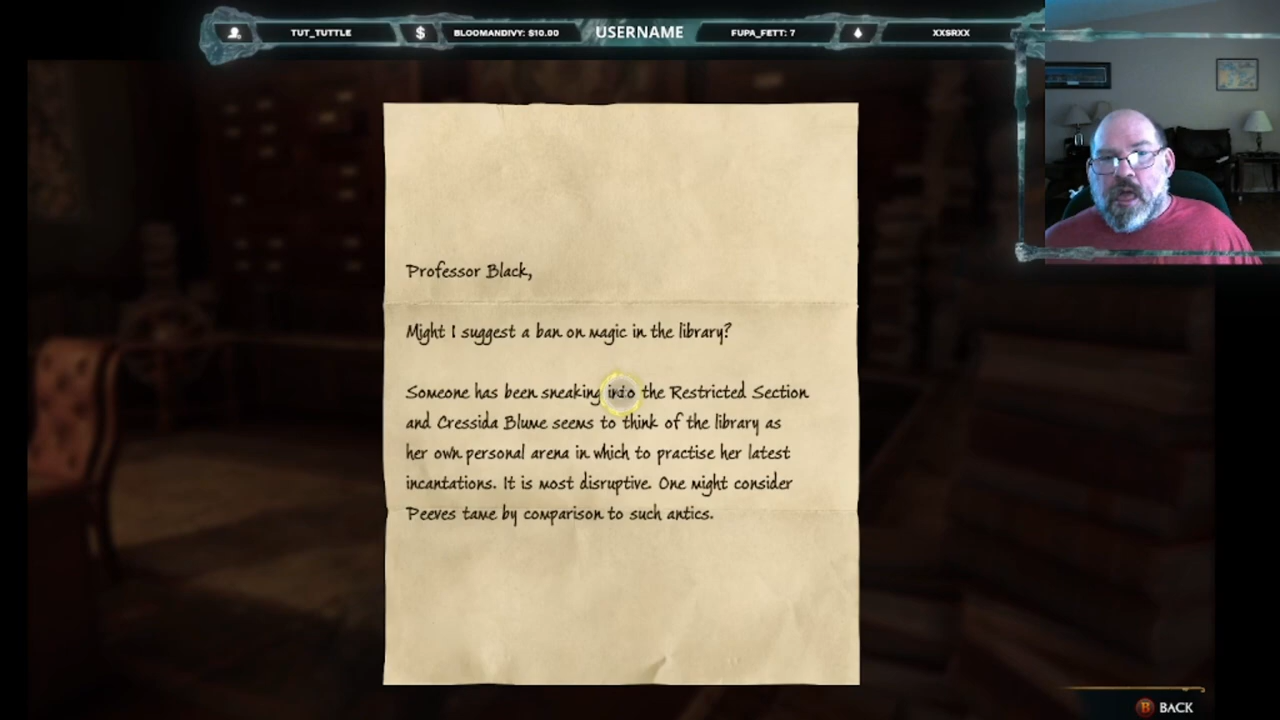 TUT_TUTTLE
$
BLOOMANDIVY: $10.00
USERNAME
FUPA_FETT: 7
XXSRXX
Professor Black,
Might I suggest a ban on magic in the library?
Someone has been sneaking into the Restricted Section
and Cressida Blume seems to think of the library as
her own personal arena in which to practise her latest
incantations. It is most disruptive. One might consider
Peeves tame by comparison to such antics.
B BACK